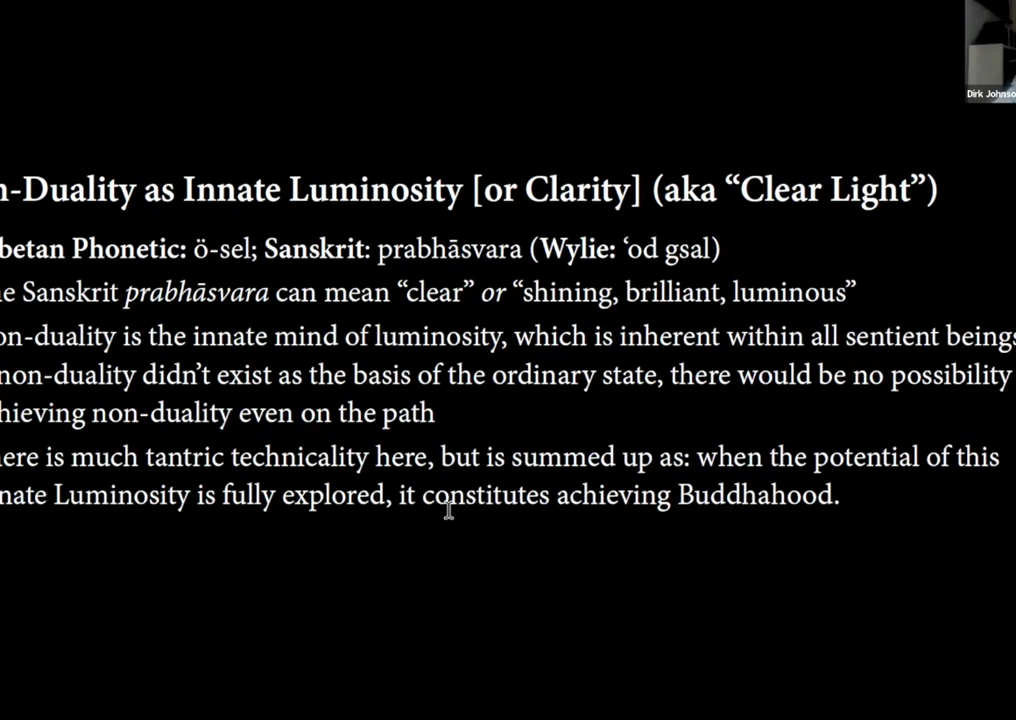 Dirk Johnso
n-Duality as Innate Luminosity [or Clarity] (aka “Clear Light”)
betan Phonetic: ö-sel; Sanskrit: prabhāsvara (Wylie: ‘od gsal)
e Sanskrit prabhāsvara can mean “clear” or “shining, brilliant, luminous”
on-duality is the innate mind of luminosity, which is inherent within all sentient beings
non-duality didn’t exist as the basis of the ordinary state, there would be no possibility
hieving non-duality even on the path
ere is much tantric technicality here, but is summed up as: when the potential of this
nate Luminosity is fully explored, it constitutes achieving Buddhahood.